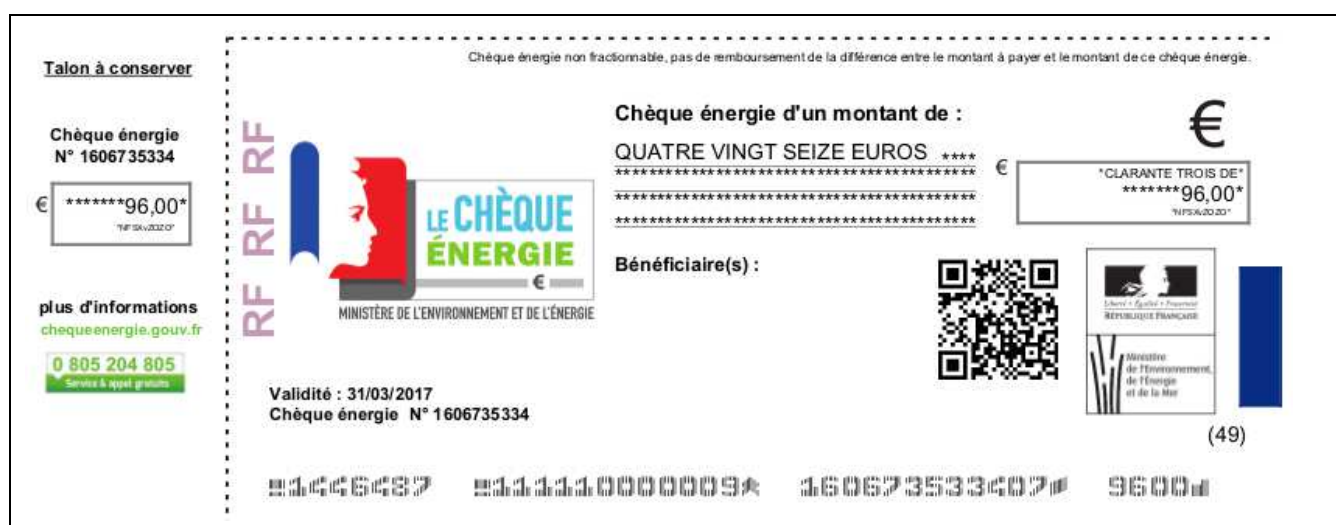 Talon à conserver
Chèque énergie
N° 1606735334
€ *******96,00*
plus d'informations
chequeenergie.gouv.fr
0 805 204 805
Service & appel gratuits
Chèque énergie non fractionnable, pas de remboursement de la différence entre le montant à payer et le montant de ce chèque énergie.
RF RF RF
LE CHÈQUE
ÉNERGIE
€
MINISTÈRE DE L'ENVIRONNEMENT ET DE L'ÉNERGIE
Chèque énergie d'un montant de :
QUATRE VINGT SEIZE EUROS ****
€
€
*CLARANTE TROIS DE*
*******96,00*
Bénéficiaire(s) :
Liberté • Égalité • Fraternité
RÉPUBLIQUE FRANÇAISE
Ministère
de l'Environnement,
de l'Énergie
et de la Mer
(49)
Validité : 31/03/2017
Chèque énergie N° 1606735334
1446487 111110000009 160673533407 9600